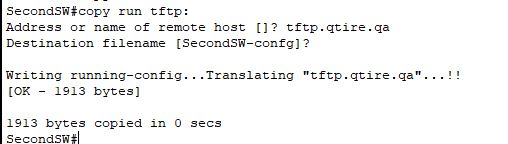 SecondSW#copy run tftp:
Address or name of remote host []? tftp.qtire.qa
Destination filename [SecondSW-confg]?
Writing running-config...Translating "tftp.qtire.qa"...!!
[OK - 1913 bytes]
1913 bytes copied in 0 secs
SecondSW#